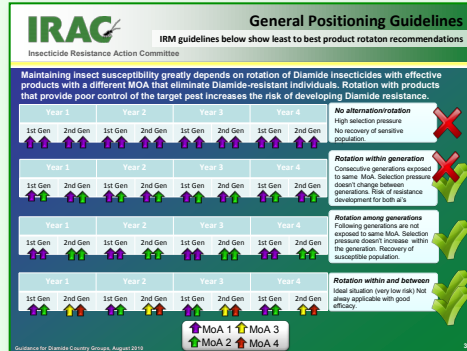 IRAC
Insecticide Resistance Action Committee
General Positioning Guidelines
IRM guidelines below show least to best product rotaton recommendations
Maintaining insect susceptibility greatly depends on rotation of Diamide insecticides with effective
products with a different MOA that eliminate Diamide-resistant individuals. Rotation with products
that provide poor control of the target pest increases the risk of developing Diamide resistance.
Year 1 Year 2 Year 3 Year 4
1st Gen 2nd Gen 1st Gen 2nd Gen 1st Gen 2nd Gen 1st Gen 2nd Gen
No alternation/rotation
High selection pressure
No recovery of sensitive
population.
Year 1 Year 2 Year 3 Year 4
1st Gen 2nd Gen 1st Gen 2nd Gen 1st Gen 2nd Gen 1st Gen 2nd Gen
Rotation within generation
Consecutive generations exposed
to same MoA. Selection pressure
doesn't change between
generations. Risk of resistance
development for both ai's
Year 1 Year 2 Year 3 Year 4
1st Gen 2nd Gen 1st Gen 2nd Gen 1st Gen 2nd Gen 1st Gen 2nd Gen
Rotation among generations
Following generations are not
exposed to same MoA. Selection
pressure doesn't increase within
the generation. Recovery of
susceptible population.
Year 1 Year 2 Year 3 Year 4
1st Gen 2nd Gen 1st Gen 2nd Gen 1st Gen 2nd Gen 1st Gen 2nd Gen
Rotation within and between
Ideal situation (very low risk) Not
alway applicable with good
efficacy.
MoA 1 MoA 3
MoA 2 MoA 4
Guidance for Diamide Country Groups, August 2010